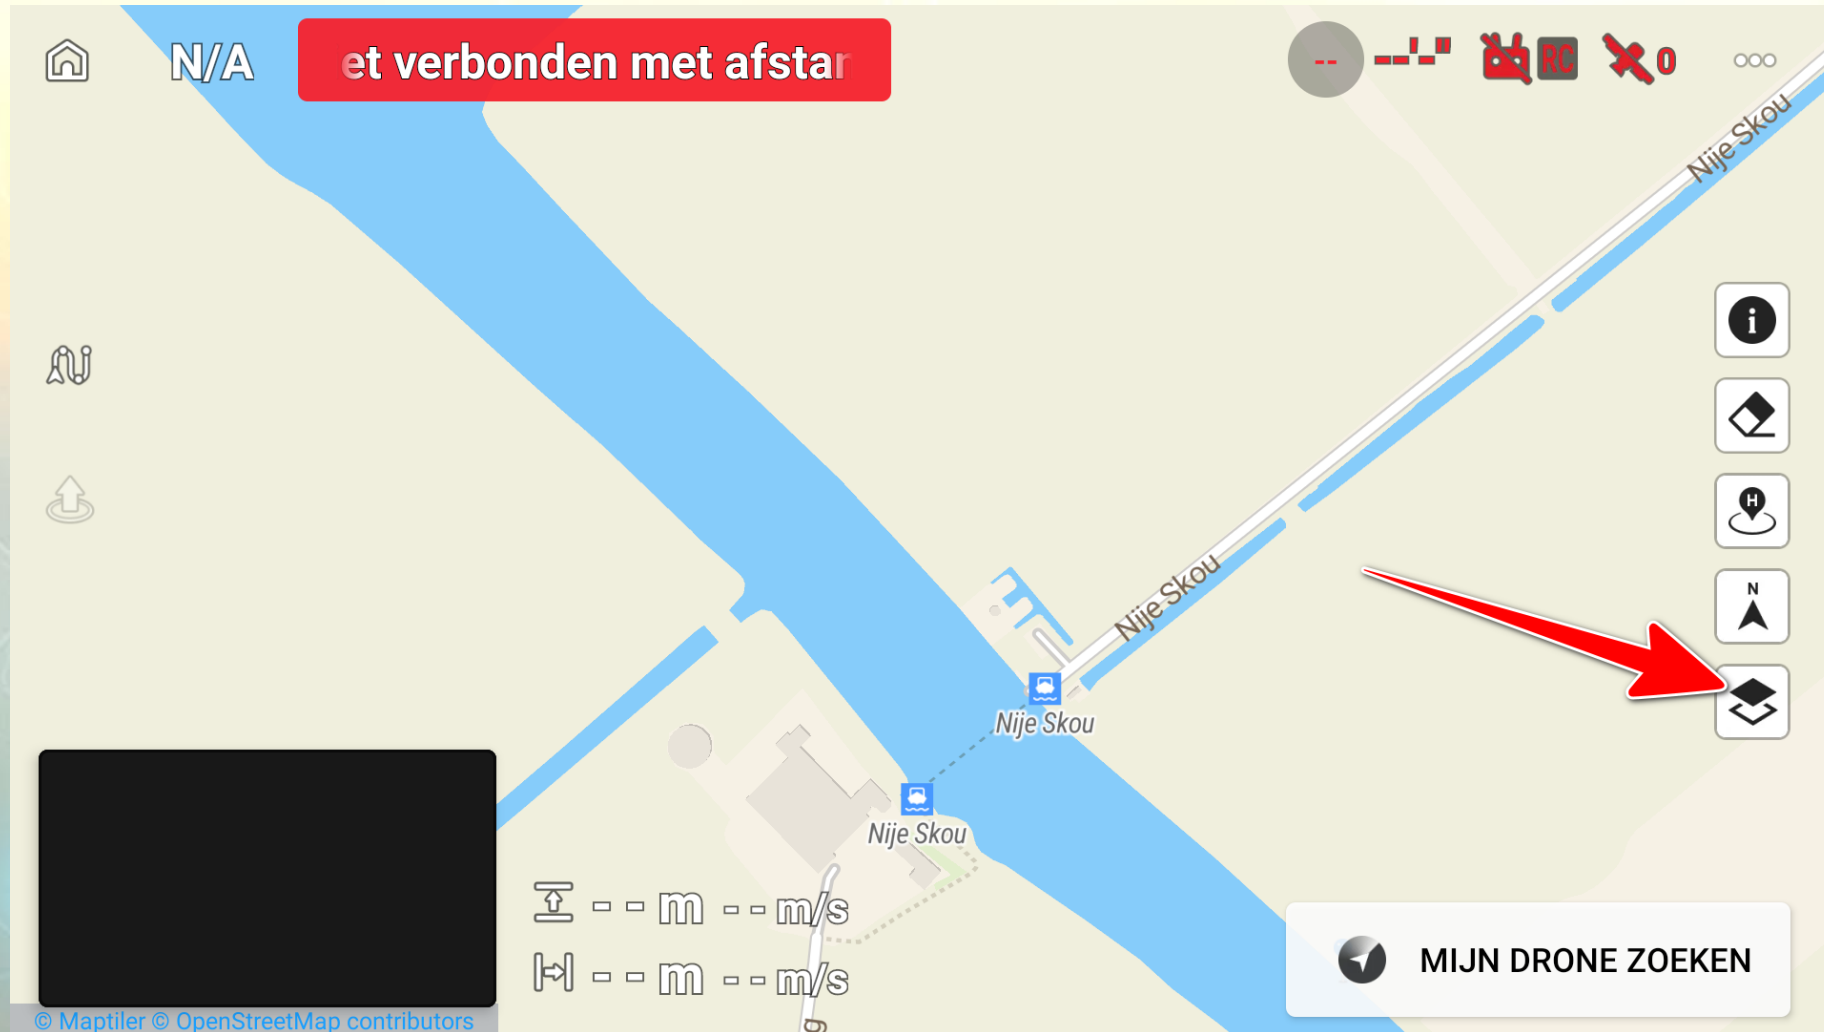 N/A
et verbonden met afstar
--
--'-"
RC
0
Nije Skou
i
H
N
Nije Skou
Nije Skou
Nije Skou
-- m -- m/s
-- m -- m/s
MIJN DRONE ZOEKEN
© Maptiler © OpenStreetMap contributors